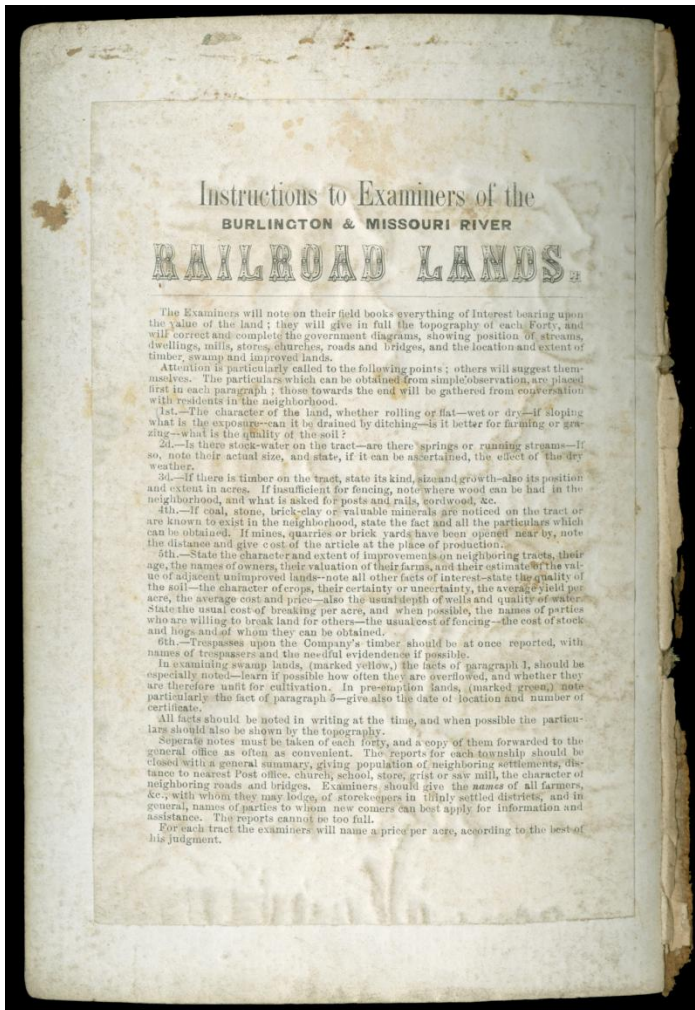 Instructions to Examiners of the
BURLINGTON & MISSOURI RIVER
RAILROAD LANDS.
The Examiners will note on their field books everything of Interest bearing upon
the value of the land ; they will give in full the topography of each Forty, and
will correct and complete the government diagrams, showing position of streams,
dwellings, mills, stores, churches, roads and bridges, and the location and extent of
timber, swamp and improved lands.
Attention is particularly called to the following points ; others will suggest them-
mselves. The particulars which can be obtained from simple observation, are placed
first in each paragraph ; those towards the end will be gathered from conversation
with residents in the neighborhood.
1st.—The character of the land, whether rolling or flat—wet or dry—if sloping
what is the exposure—can it be drained by ditching—is it better for farming or gra-
zing—what is the quality of the soil ?
2d.—Is there stock-water on the tract—are there springs or running streams—If
so, note their actual size, and state, if it can be ascertained, the effect of the dry
weather.
3d.—If there is timber on the tract, state its kind, size and growth—also its position
and extent in acres. If insufficient for fencing, note where wood can be had in the
neighborhood, and what is asked for posts and rails, cordwood, &c.
4th.—If coal, stone, brick-clay or valuable minerals are noticed on the tract or
are known to exist in the neighborhood, state the fact and all the particulars which
can be obtained. If mines, quarries or brick yards have been opened near by, note
the distance and give cost of the article at the place of production.
5th.—State the character and extent of improvements on neighboring tracts, their
age, the names of owners, their valuation of their farms, and their estimate of the val-
ue of adjacent unimproved lands--note all other facts of interest—state the quality of
the soil—the character of crops, their certainty or uncertainty, the average yield per
acre, the average cost and price—also the usual depth of wells and quality of water.
State the usual cost of breaking per acre, and when possible, the names of parties
who are willing to break land for others—the usual cost of fencing--the cost of stock
and hogs and of whom they can be obtained.
6th.—Trespasses upon the Company's timber should be at once reported, with
names of trespassers and the needful evidendence if possible.
In examining swamp lands, (marked yellow,) the facts of paragraph 1, should be
especially noted—learn if possible how often they are overflowed, and whether they
are therefore unfit for cultivation. In pre-emption lands, (marked green,) note
particularly the fact of paragraph 5—give also the date of location and number of
certificate.
All facts should be noted in writing at the time, and when possible the particu-
lars should also be shown by the topography.
Seperate notes must be taken of each forty, and a copy of them forwarded to the
general office as often as convenient. The reports for each township should be
closed with a general summary, giving population of neighboring settlements, dis-
tance to nearest Post office. church, school, store, grist or saw mill, the character of
neighboring roads and bridges. Examiners should give the names of all farmers,
&c., with whom they may lodge, of storekeepers in thinly settled districts, and in
general, names of parties to whom new comers can best apply for information and
assistance. The reports cannot be too full.
For each tract the examiners will name a price per acre, according to the best of
his judgment.